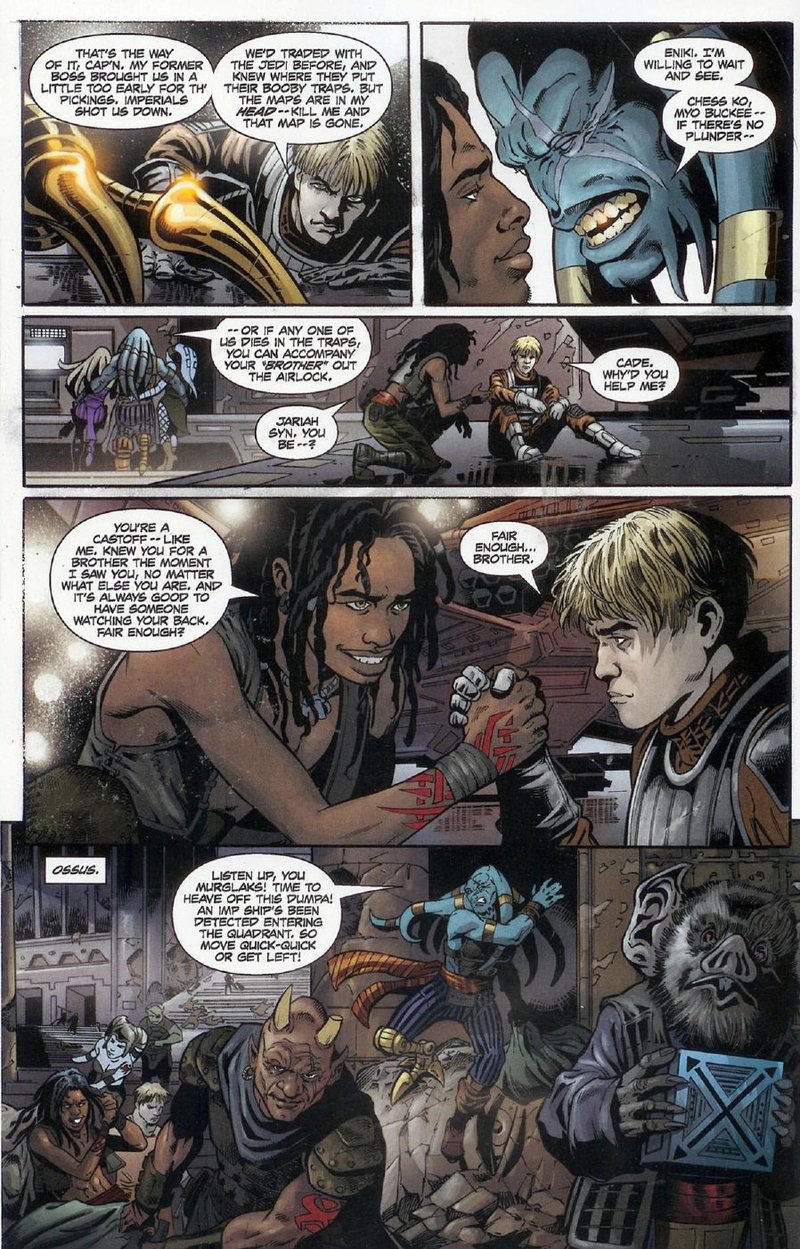 THAT'S THE WAY
OF IT, CAP'N. MY FORMER
BOSS BROUGHT US IN A
LITTLE TOO EARLY FOR TH'
PICKINGS. IMPERIALS
SHOT US DOWN.
WE'D TRADED WITH
THE JEDI BEFORE, AND
KNEW WHERE THEY PUT
THEIR BOOBY TRAPS. BUT
THE MAPS ARE IN MY
HEAD -- KILL ME AND
THAT MAP IS GONE.
ENIKI. I'M
WILLING TO WAIT
AND SEE.
CHESS KO,
MYO BUCKEE --
IF THERE'S NO
PLUNDER --
-- OR IF ANY ONE OF
US DIES IN THE TRAPS,
YOU CAN ACCOMPANY
YOUR "BROTHER" OUT
THE AIRLOCK.
JARIAH
SYN. YOU
BE --?
CADE.
WHY'D YOU
HELP ME?
YOU'RE A
CASTOFF -- LIKE
ME. KNEW YOU FOR A
BROTHER THE MOMENT
I SAW YOU, NO MATTER
WHAT ELSE YOU ARE. AND
IT'S ALWAYS GOOD TO
HAVE SOMEONE
WATCHING YOUR BACK.
FAIR ENOUGH?
FAIR
ENOUGH...
BROTHER.
OSSUS.
LISTEN UP, YOU
MURGLAKS! TIME TO
HEAVE OFF THIS DUMPA!
AN IMP SHIP'S BEEN
DETECTED ENTERING
THE QUADRANT. SO
MOVE QUICK-QUICK
OR GET LEFT!